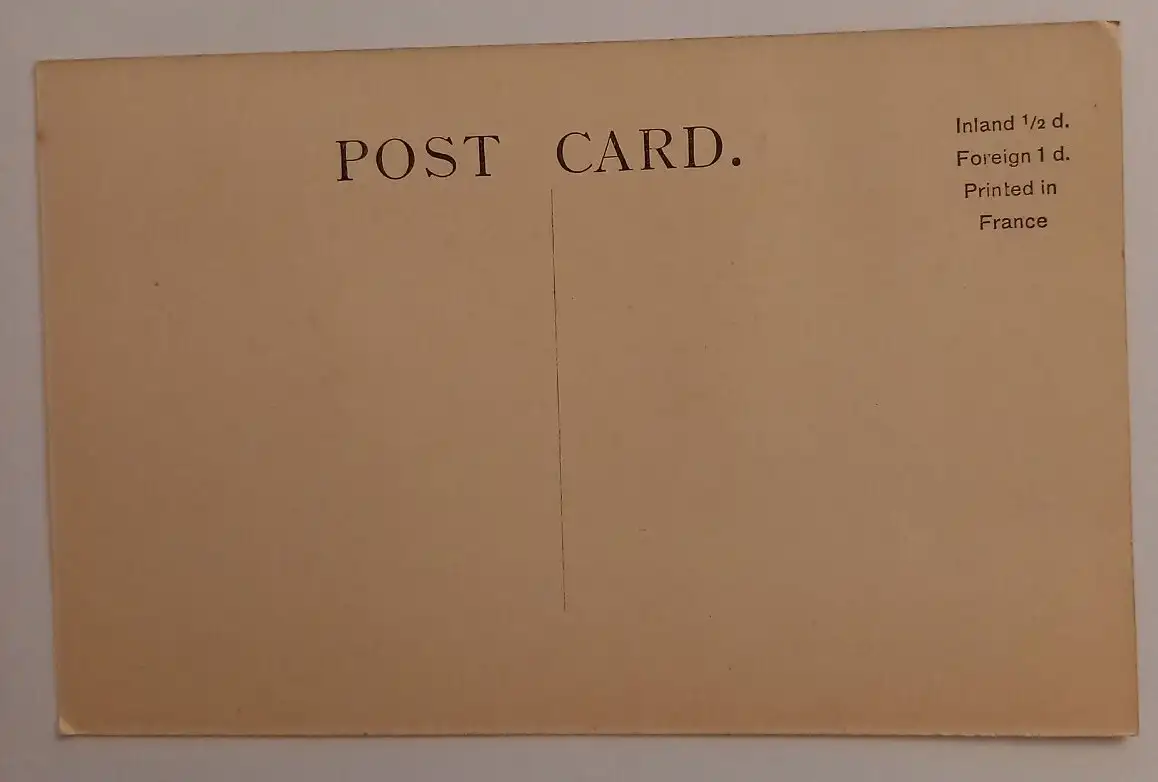 POST CARD.
Inland 1/2 d.
Foreign 1 d.
Printed in
France